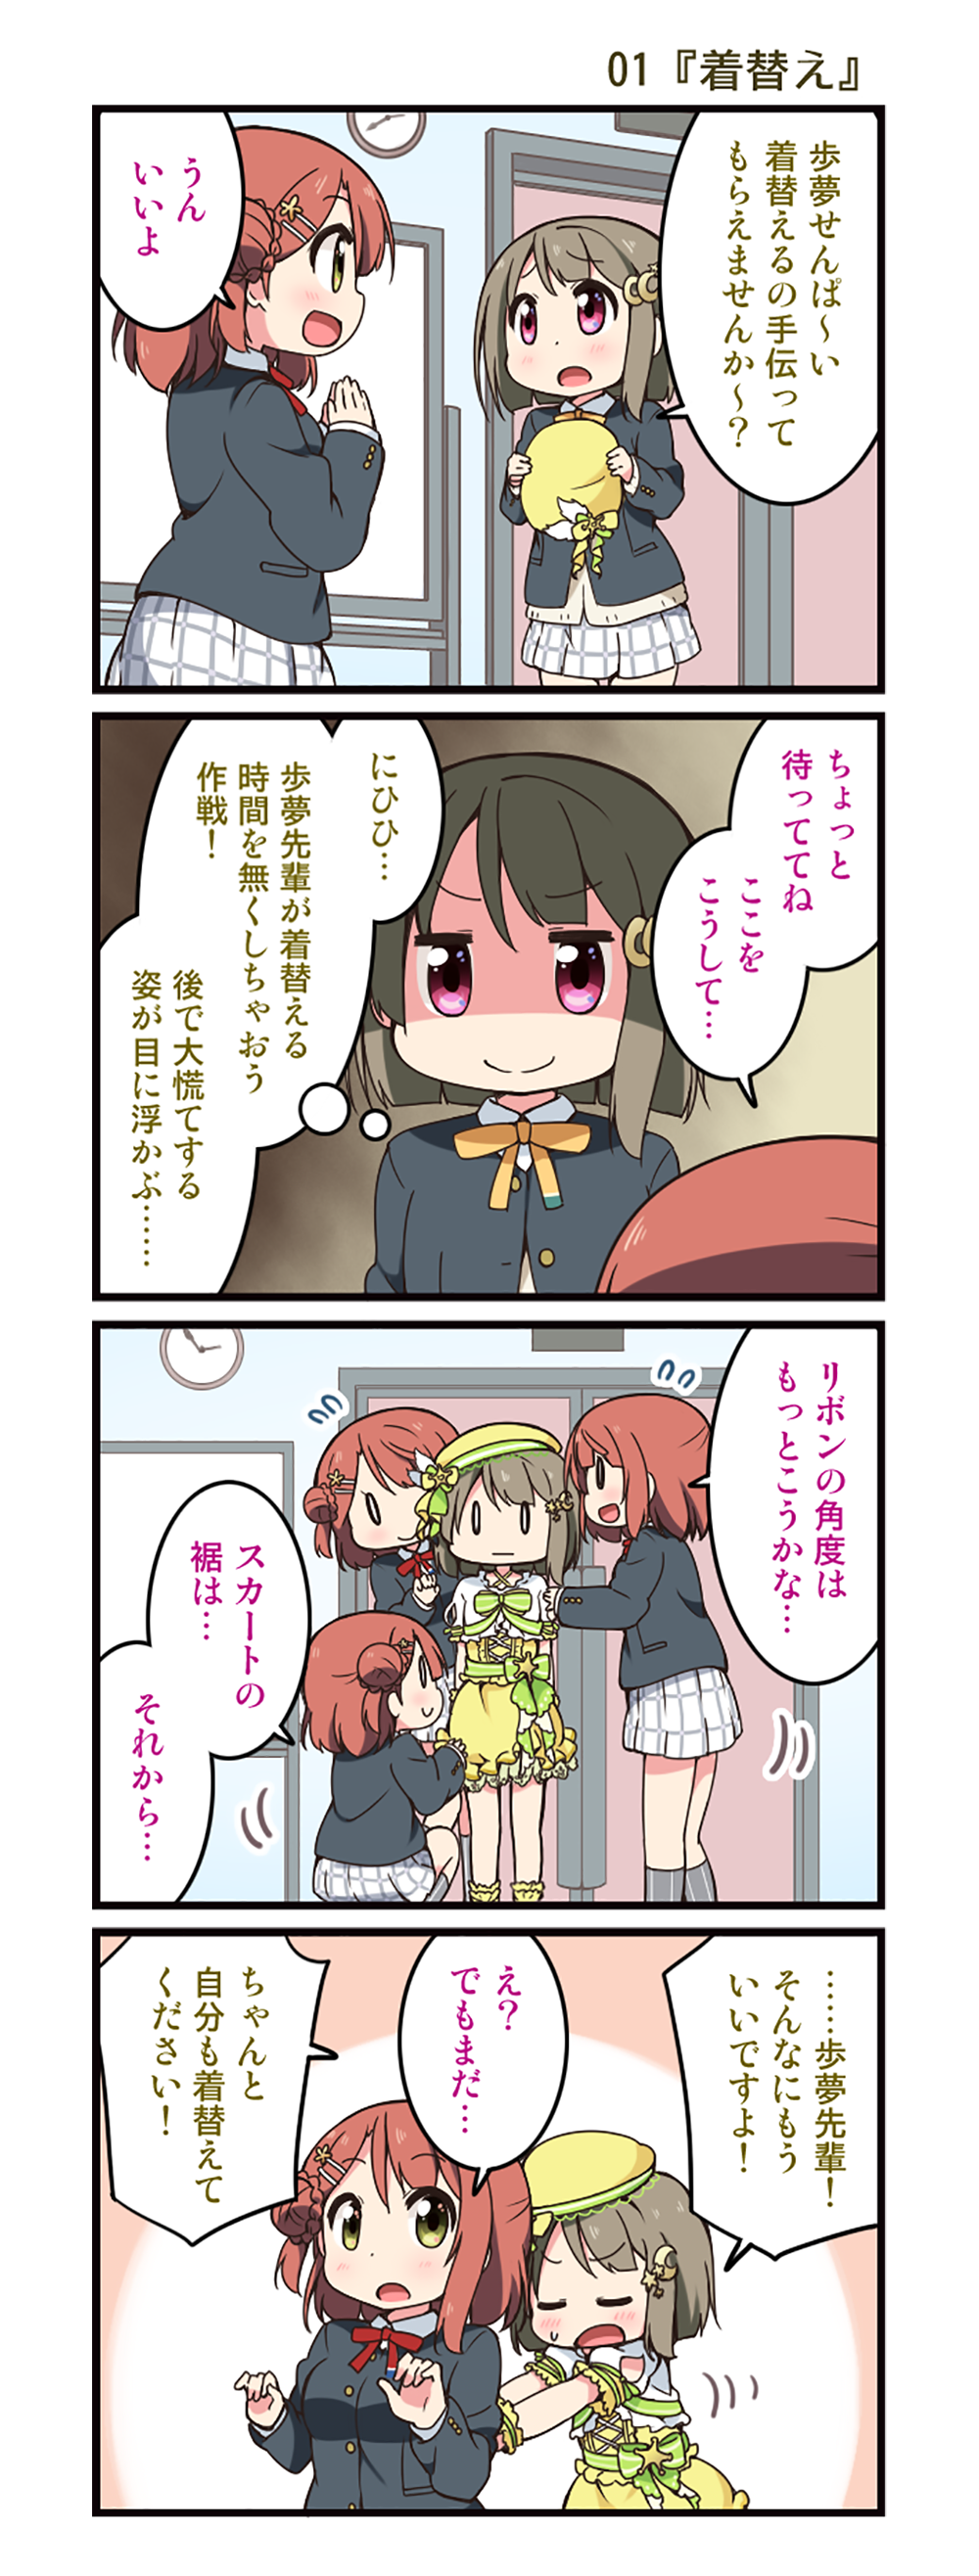 01『着替え』
歩夢せんぱ～い
着替えるの手伝って
もらえませんか～？
うん
いいよ
ちょっと
待っててね
ここを
こうして…
にひひ…
歩夢先輩が着替える
時間を無くしちゃおう
作戦！
後で大慌てする
姿が目に浮かぶ……
リボンの角度は
もっとこうかな…
スカートの
裾は…
それから…
……歩夢先輩！
そんなにもう
いいですよ！
え？
でもまだ…
ちゃんと
自分も着替えて
ください！